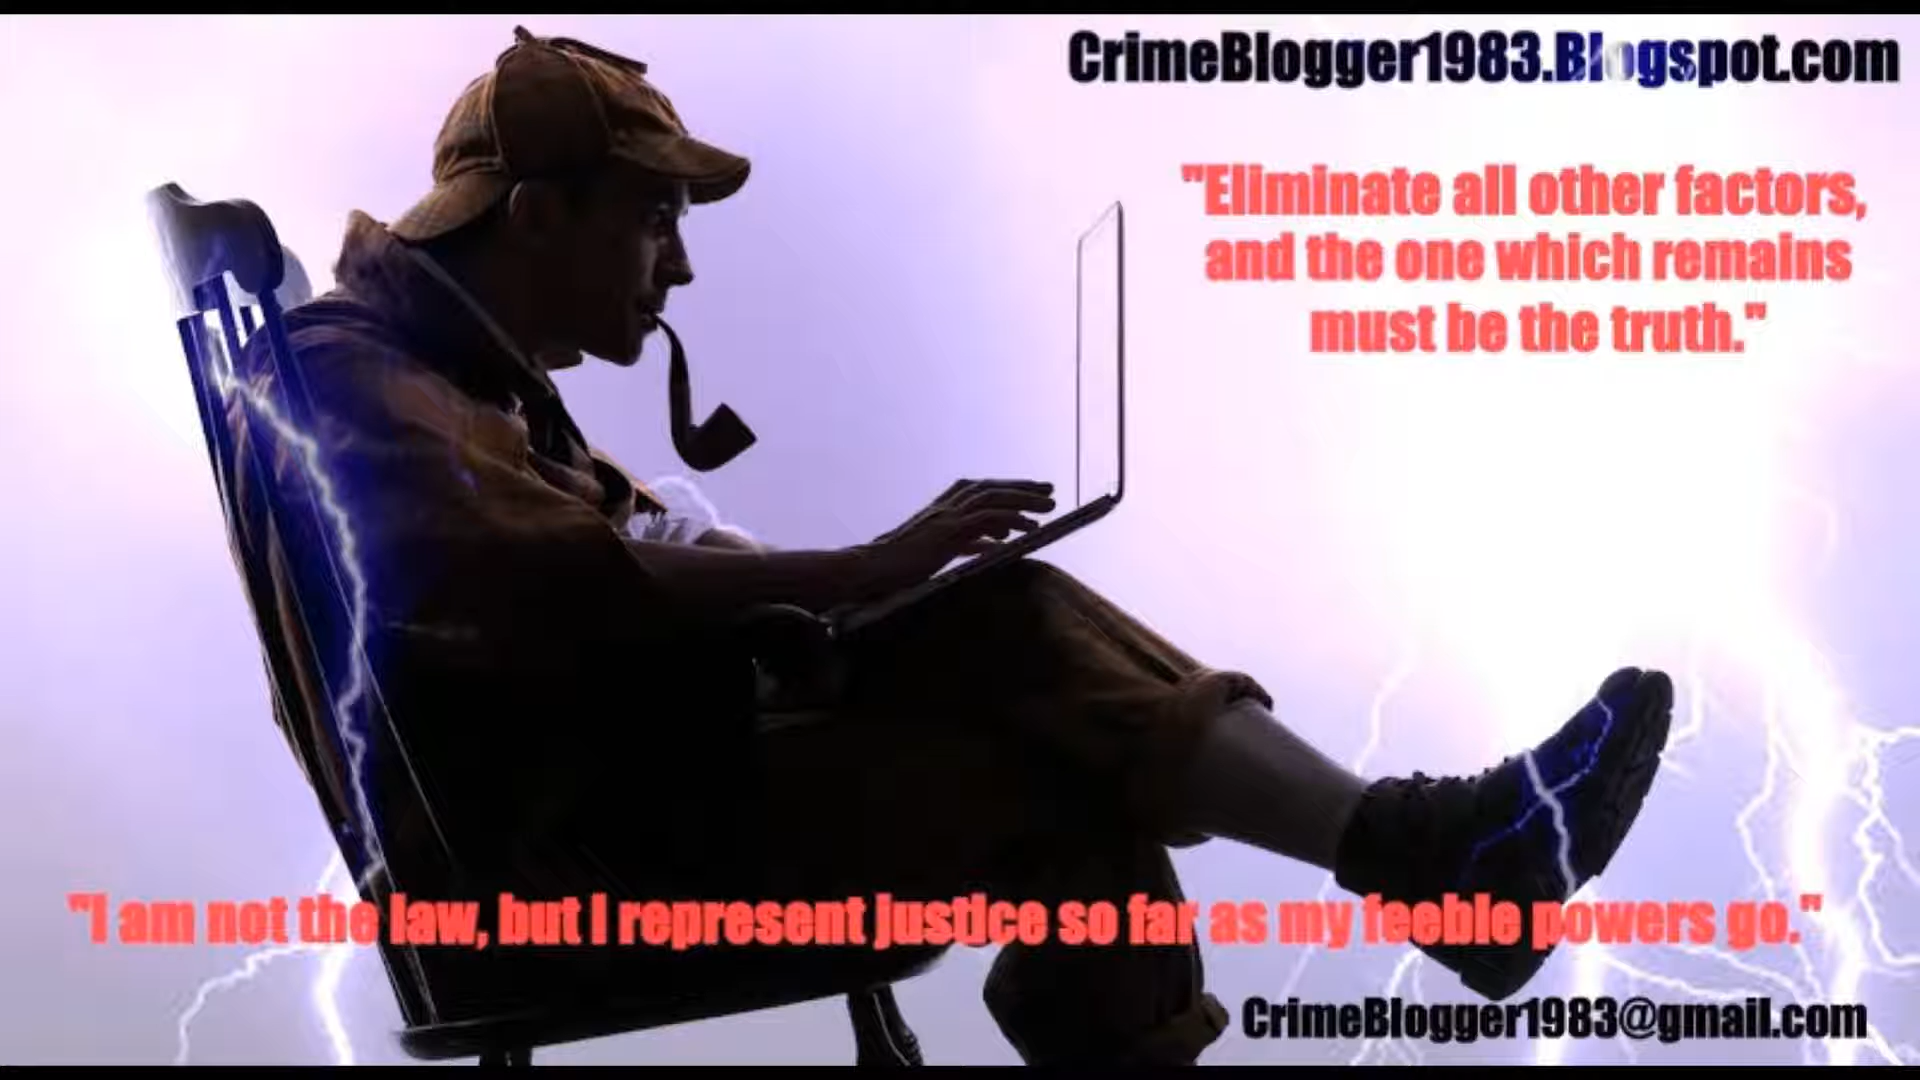 CrimeBlogger1983.Blogspot.com
"Eliminate all other factors,
and the one which remains
must be the truth."
"I am not the law, but I represent justice so far as my feeble powers go."
CrimeBlogger1983@gmail.com